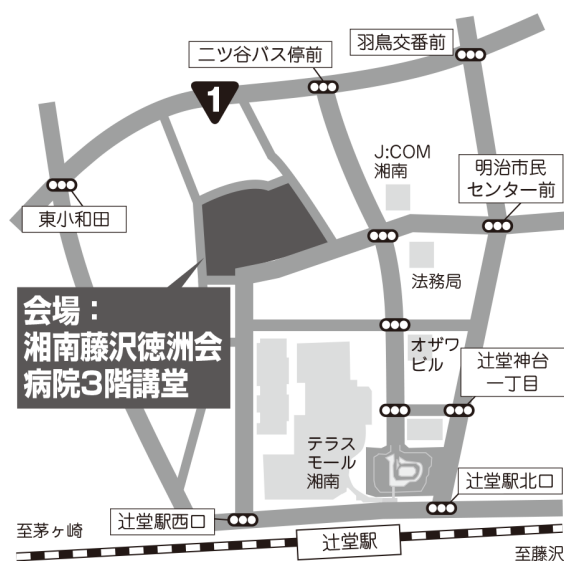 羽鳥交番前
二ツ谷バス停前
1
J:COM
湘南
明治市民
センター前
東小和田
法務局
会場：
湘南藤沢徳洲会
病院3階講堂
オザワ
ビル
辻堂神台
一丁目
テラス
モール
湘南
辻堂駅北口
辻堂駅西口
至茅ヶ崎
辻堂駅
至藤沢